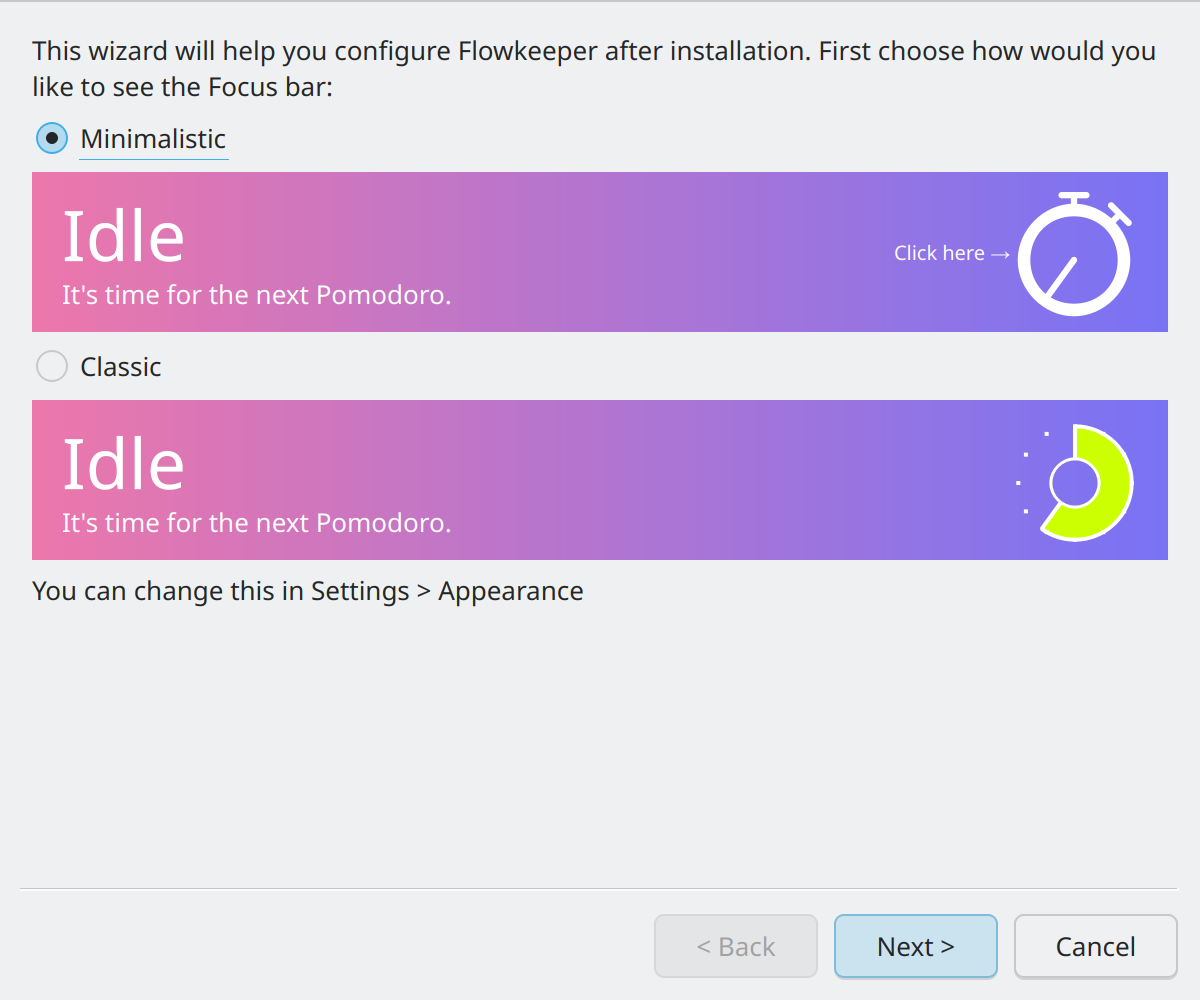 This wizard will help you configure Flowkeeper after installation. First choose how would you
like to see the Focus bar:
Minimalistic
Idle
It's time for the next Pomodoro.
Click here →
Classic
Idle
It's time for the next Pomodoro.
You can change this in Settings > Appearance
< Back
Next >
Cancel